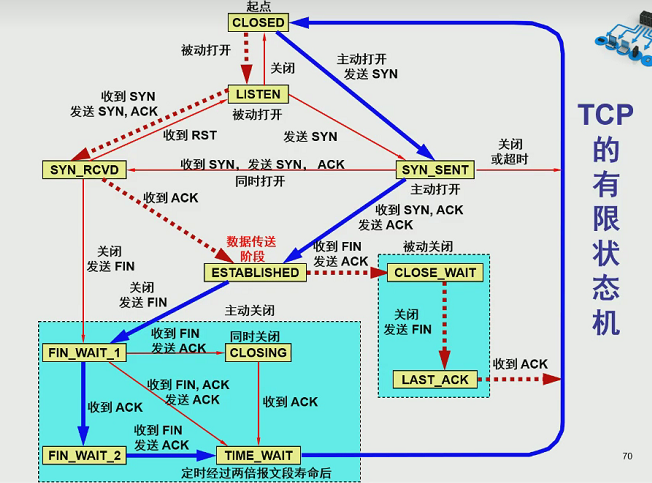 起点
CLOSED
被动打开
主动打开
发送 SYN
关闭
LISTEN
被动打开
收到 SYN
发送 SYN, ACK
收到 RST
发送 SYN
TCP
的
有
限
状
态
机
SYN_RCVD
收到 SYN，发送 SYN， ACK
同时打开
SYN_SENT
主动打开
关闭
或超时
收到 ACK
收到 SYN, ACK
发送 ACK
数据传送
阶段
ESTABLISHED
收到 FIN
发送 ACK
被动关闭
CLOSE_WAIT
关闭
发送 FIN
关闭
发送 FIN
关闭
发送 FIN
LAST_ACK
收到 ACK
主动关闭
FIN_WAIT_1
收到 FIN
发送 ACK
同时关闭
CLOSING
收到 FIN, ACK
发送 ACK
收到 ACK
收到 ACK
FIN_WAIT_2
收到 FIN
发送 ACK
TIME_WAIT
定时经过两倍报文段寿命后
70